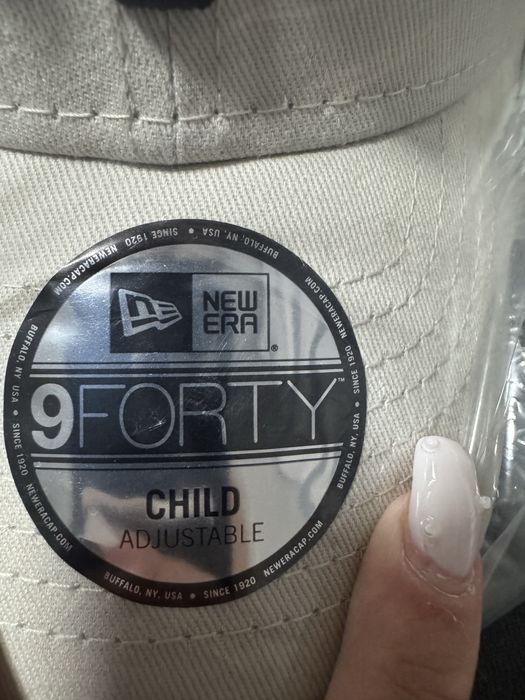 NEW
ERA
®
9FORTY™
CHILD
ADJUSTABLE
BUFFALO, NY, USA • SINCE 1920 NEWERACAP.COM
BUFFALO, NY, USA • SINCE 1920 NEWERACAP.COM
BUFFALO, NY, USA • SINCE 1920 NEWERACAP.COM
BUFFALO, NY, USA • SINCE 1920 NEWERACAP.COM